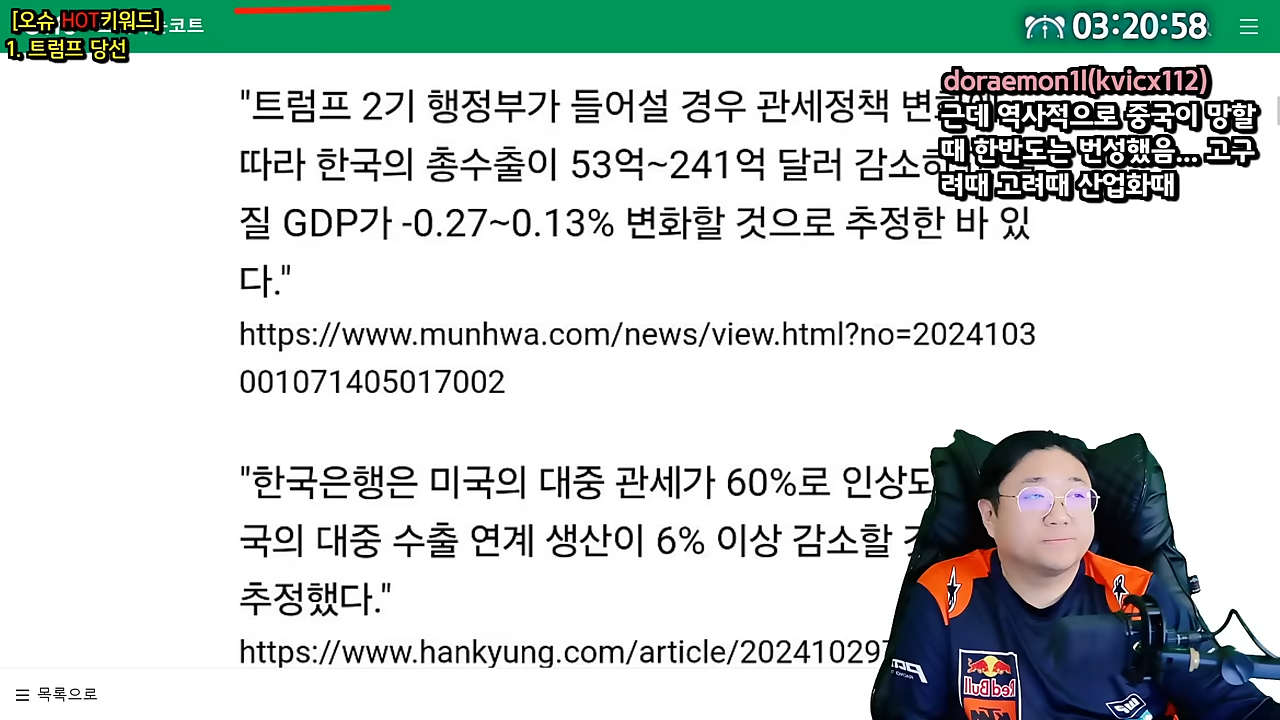 [오슈 HOT키워드]
1. 트럼프 당선
코트
03:20:58
doraemon1l(kvicx112)
근데 역사적으로 중국이 망할
때 한반도는 번성했음... 고구
려때 고려때 산업화때
"트럼프 2기 행정부가 들어설 경우 관세정책
따라 한국의 총수출이 53억~241억 달러
질 GDP가 -0.27~0.13% 변화할 것으로 추정한 바 있
다."
https://www.munhwa.com/news/view.html?no=2024103
001071405017002
"한국은행은 미국의 대중 관세가 60%로
국의 대중 수출 연계 생산이 6% 이상 감소할
추정했다."
https://www.hankyung.com/article/20241029
목록으로
Red Bull
KTM